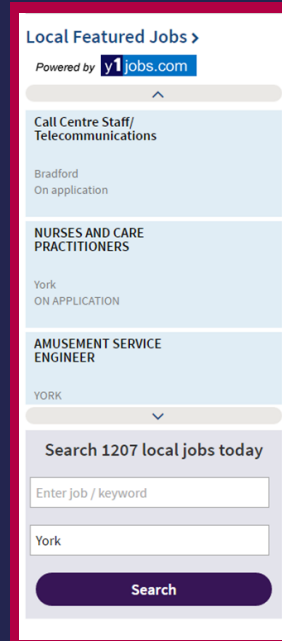 Local Featured Jobs >
Powered by y1jobs.com
Call Centre Staff/
Telecommunications
Bradford
On application
NURSES AND CARE
PRACTITIONERS
York
ON APPLICATION
AMUSEMENT SERVICE
ENGINEER
YORK
Search 1207 local jobs today
Enter job / keyword
York
Search